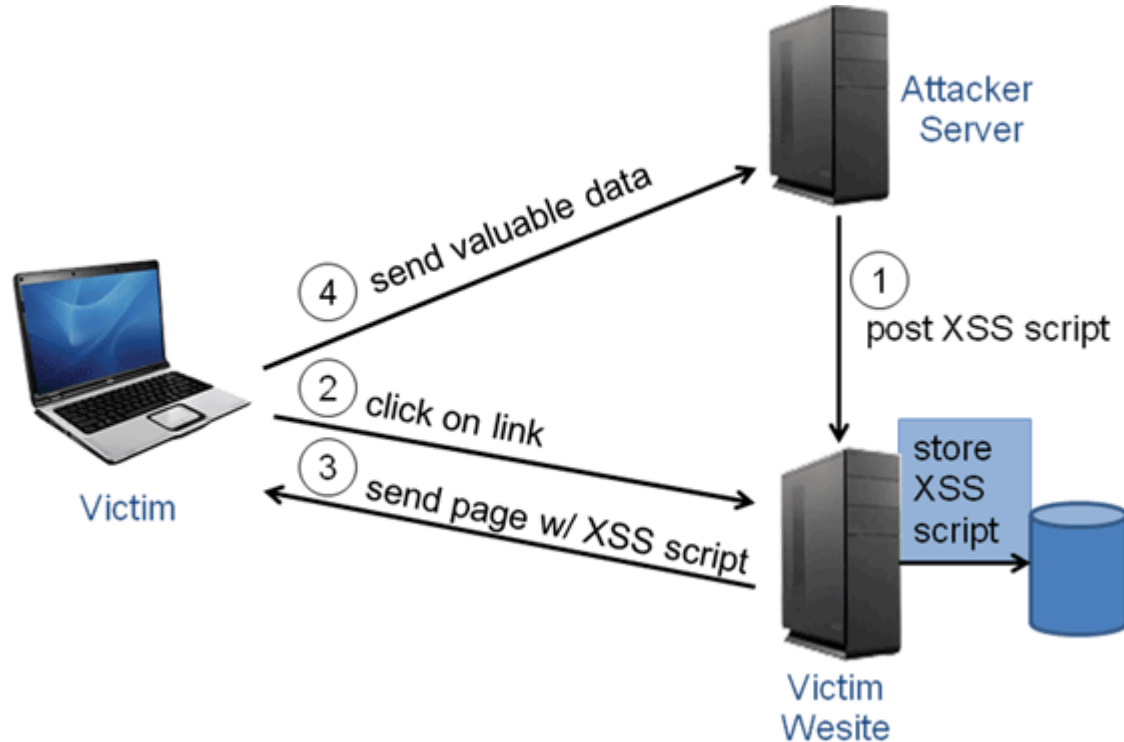 Attacker
Server
4 send valuable data
1
post XSS script
2 click on link
3 send page w/ XSS script
Victim
store
XSS
script
Victim
Wesite